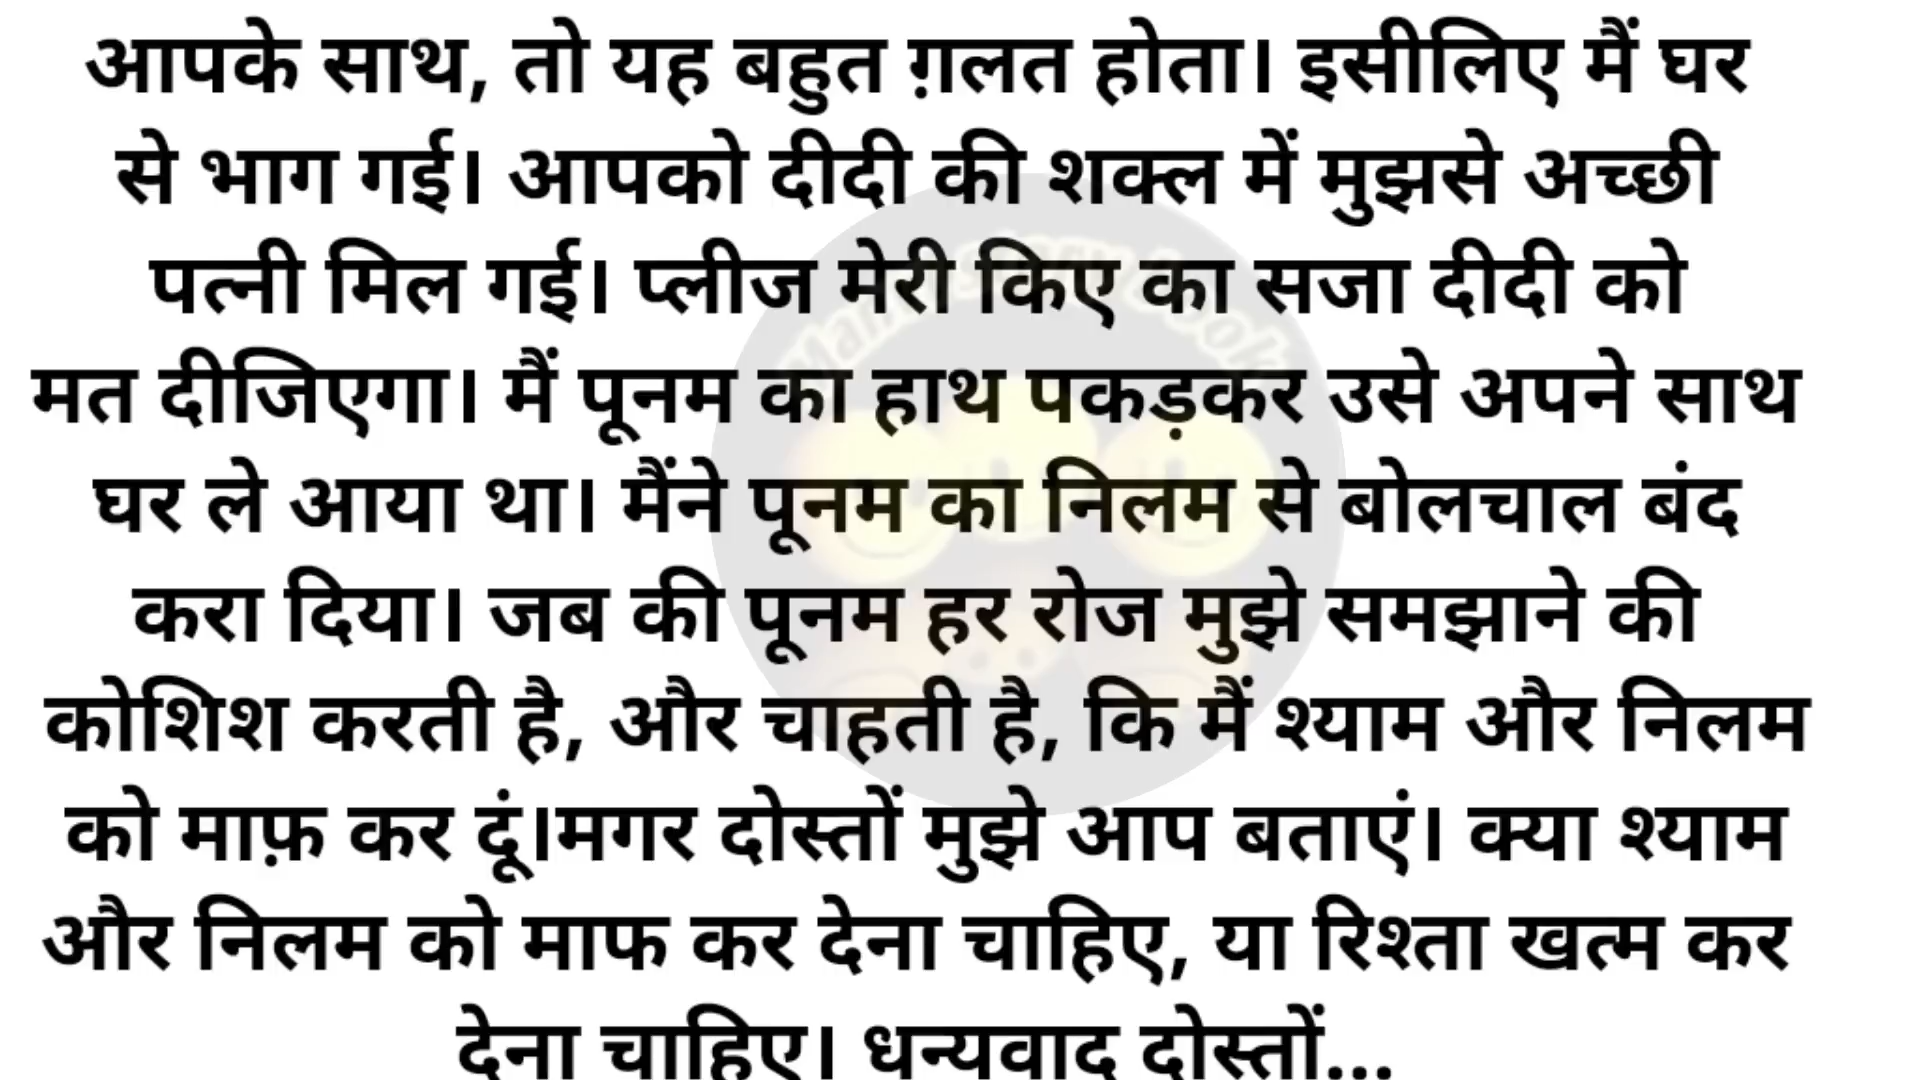 आपके साथ, तो यह बहुत ग़लत होता। इसीलिए मैं घर
से भाग गई। आपको दीदी की शक्ल में मुझसे अच्छी
पत्नी मिल गई। प्लीज मेरी किए का सजा दीदी को
मत दीजिएगा। मैं पूनम का हाथ पकड़कर उसे अपने साथ
घर ले आया था। मैंने पूनम का निलम से बोलचाल बंद
करा दिया। जब की पूनम हर रोज मुझे समझाने की
कोशिश करती है, और चाहती है, कि मैं श्याम और निलम
को माफ़ कर दूं।मगर दोस्तों मुझे आप बताएं। क्या श्याम
और निलम को माफ कर देना चाहिए, या रिश्ता खत्म कर
देना चाहिए। धन्यवाद दोस्तों...